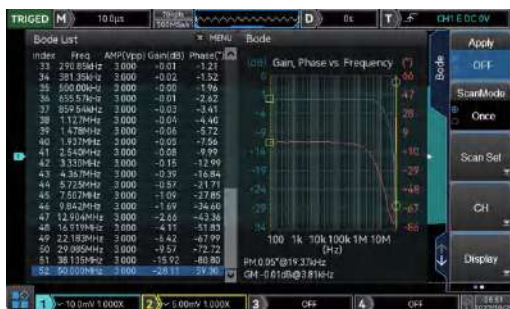 TRIGED M 10.0μs D 0s T CH1 E DC 0V
Bode List × MENU Bode
Index Freq AMP(Vpp) Gain(dB) Phase(°)
33 290.85kHz 3.000 -0.01 -1.21
34 381.35kHz 3.000 -0.02 -1.52
35 500.00kHz 3.000 -0.00 -1.96
36 655.57kHz 3.000 -0.01 -2.62
37 859.54kHz 3.000 -0.03 -3.41
38 1.127MHz 3.000 -0.04 -4.40
39 1.478MHz 3.000 -0.06 -5.72
40 1.937MHz 3.000 -0.05 -7.56
41 2.540MHz 3.000 -0.08 -9.99
42 3.330MHz 3.000 -0.15 -12.99
43 4.367MHz 3.000 -0.39 -16.84
44 5.725MHz 3.000 -0.57 -21.71
45 7.507MHz 3.000 -1.09 -27.85
46 9.842MHz 3.000 -1.69 -34.60
47 12.904MHz 3.000 -2.66 -43.36
48 16.919MHz 3.000 -4.11 -51.83
49 22.183MHz 3.000 -6.42 -67.99
50 29.085MHz 3.000 -9.57 -72.72
51 38.135MHz 3.000 -15.92 -80.80
52 50.000MHz 3.000 -28.11 59.30
(dB) Gain, Phase vs. Frequency (°)
66
47
28
9
-10
-29
-48
-67
-86
100 1k 10k 100k 1M 10M
(Hz)
PM:0.05°@19.37kHz
GM:-0.01dB@3.81kHz
Bode
Apply
OFF
ScanMode
Once
Scan Set
CH
Display
1 10.0mV 1.000X 2 5.00mV 1.000X 3 OFF 4 OFF